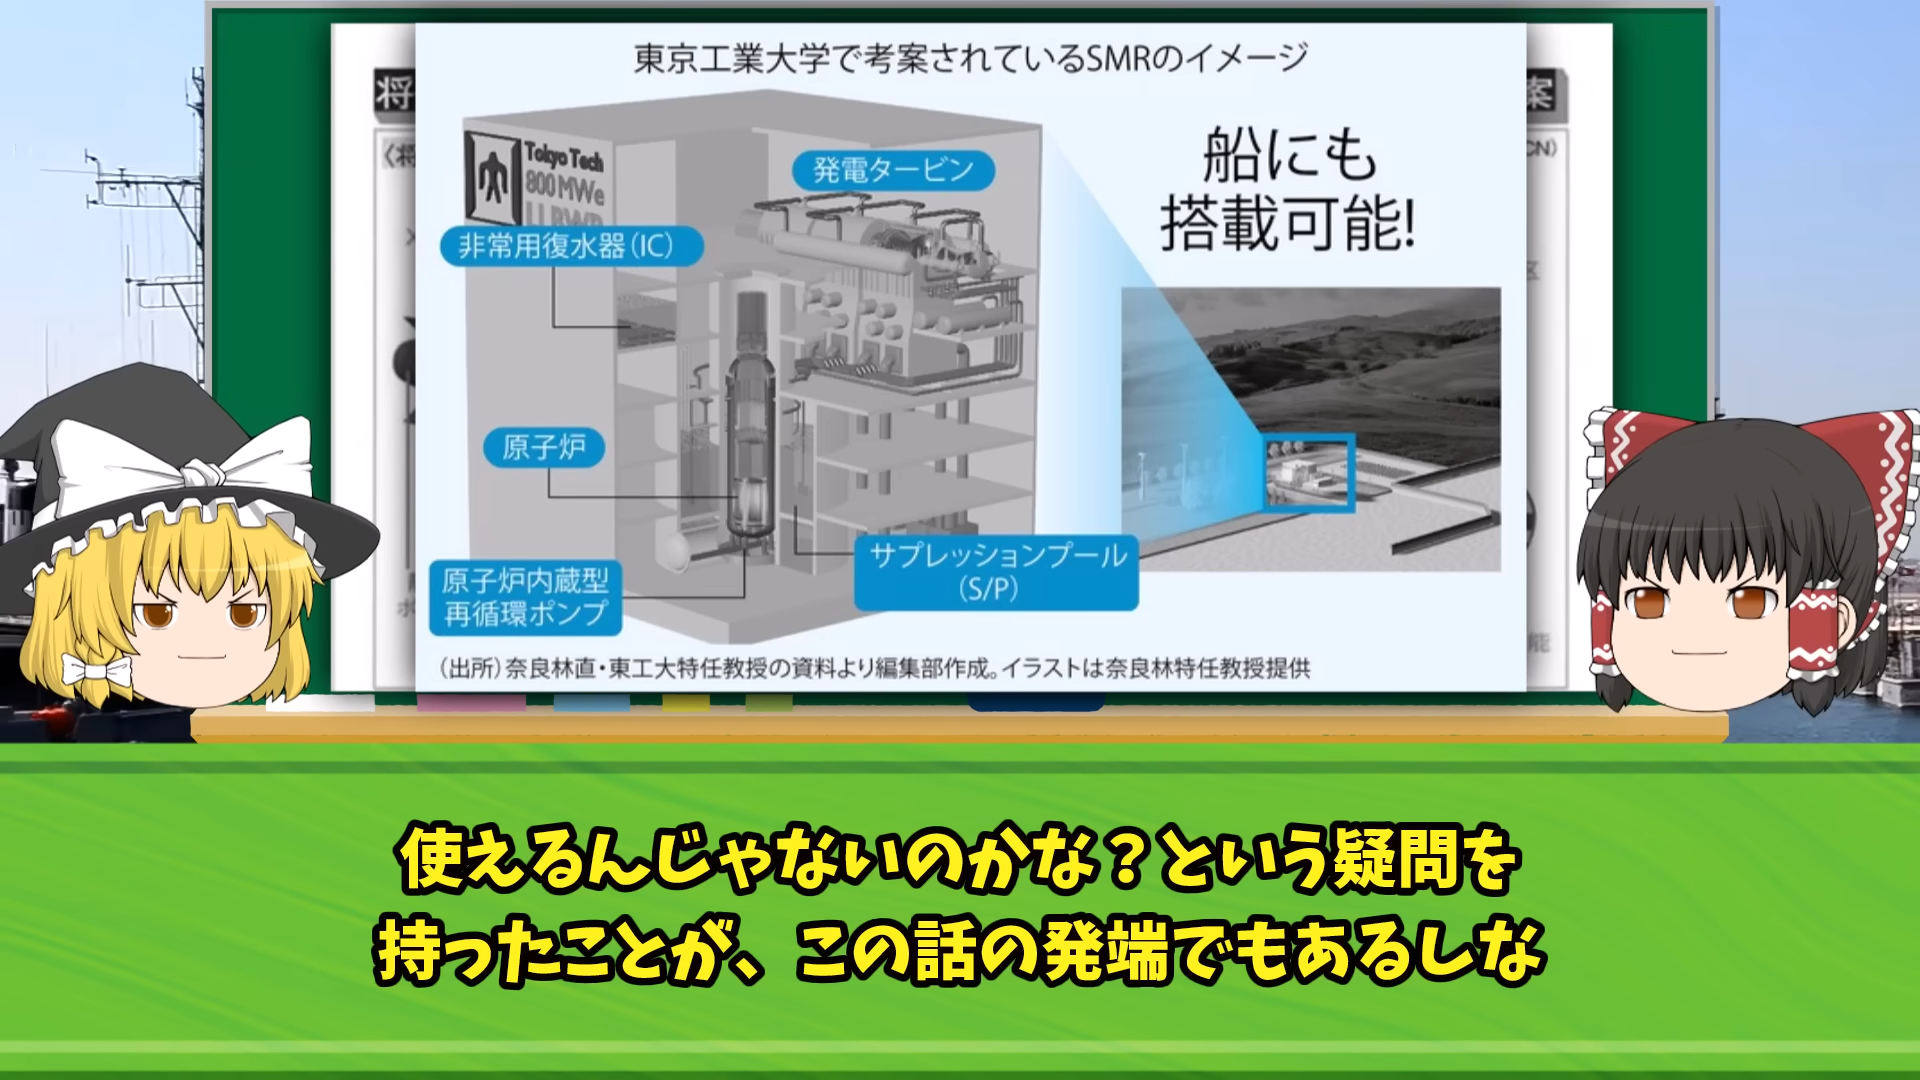 東京工業大学で考案されているSMRのイメージ
将
案
〈将
CN)
Tokyo Tech
800 MWe
発電タービン
船にも
搭載可能!
非常用復水器(IC)
原子炉
サプレッションプール
(S/P)
原子炉内蔵型
再循環ポンプ
(出所)奈良林直・東工大特任教授の資料より編集部作成。イラストは奈良林特任教授提供
使えるんじゃないのかな?という疑問を
持ったことが、この話の発端でもあるしな